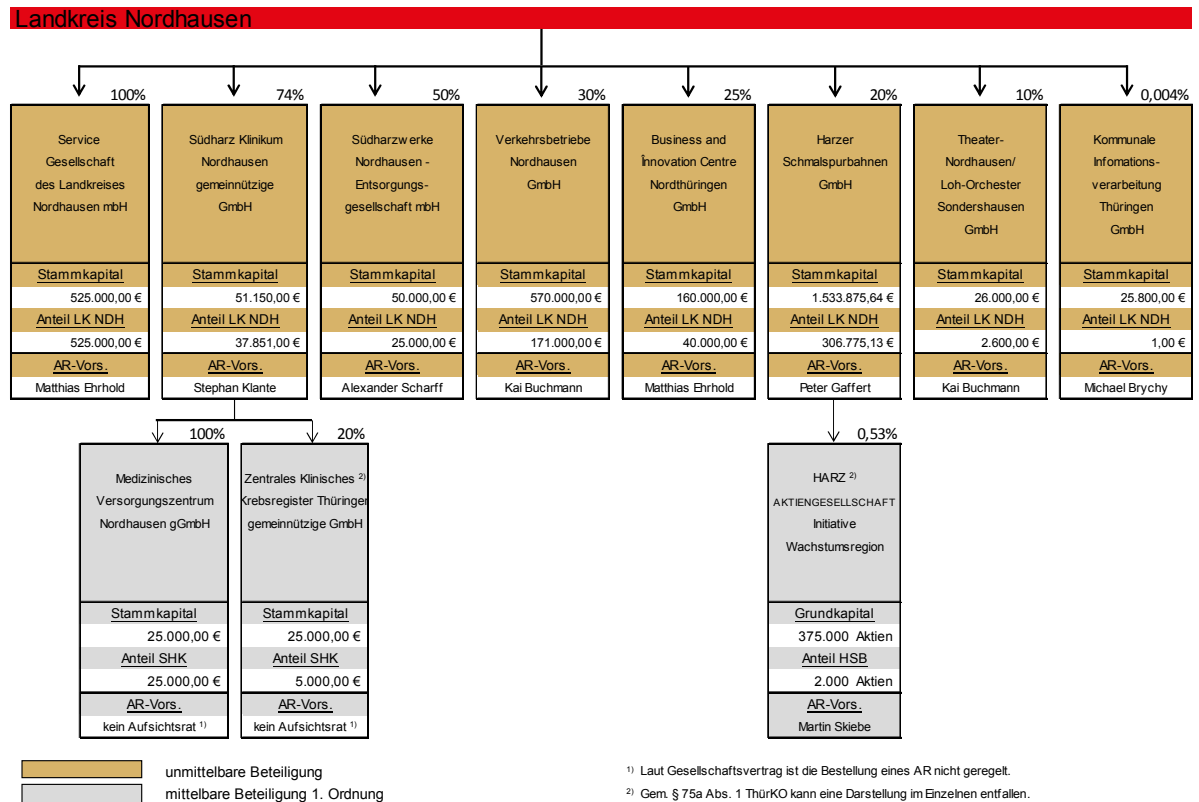 Landkreis Nordhausen
100%
74%
50%
30%
25%
20%
10%
0,004%
Service
Gesellschaft
des Landkreises
Nordhausen mbH
Stammkapital
525.000,00 €
Anteil LK NDH
525.000,00 €
AR-Vors.
Matthias Ehrhold
Südharz Klinikum
Nordhausen
gemeinnützige
GmbH
Stammkapital
51.150,00 €
Anteil LK NDH
37.851,00 €
AR-Vors.
Stephan Klante
Südharzwerke
Nordhausen -
Entsorgungs-
gesellschaft mbH
Stammkapital
50.000,00 €
Anteil LK NDH
25.000,00 €
AR-Vors.
Alexander Scharff
Verkehrsbetriebe
Nordhausen
GmbH
Stammkapital
570.000,00 €
Anteil LK NDH
171.000,00 €
AR-Vors.
Kai Buchmann
Business and
Innovation Centre
Nordthüringen
GmbH
Stammkapital
160.000,00 €
Anteil LK NDH
40.000,00 €
AR-Vors.
Matthias Ehrhold
Harzer
Schmalspurbahnen
GmbH
Stammkapital
1.533.875,64 €
Anteil LK NDH
306.775,13 €
AR-Vors.
Peter Gaffert
Theater-
Nordhausen/
Loh-Orchester
Sondershausen
GmbH
Stammkapital
26.000,00 €
Anteil LK NDH
2.600,00 €
AR-Vors.
Kai Buchmann
Kommunale
Infomations-
verarbeitung
Thüringen
GmbH
Stammkapital
25.800,00 €
Anteil LK NDH
1,00 €
AR-Vors.
Michael Brychy
100%
20%
0,53%
Medizinisches
Versorgungszentrum
Nordhausen gGmbH
Stammkapital
25.000,00 €
Anteil SHK
25.000,00 €
AR-Vors.
kein Aufsichtsrat 1)
Zentrales Klinisches 2)
Krebsregister Thüringen
gemeinnützige GmbH
Stammkapital
25.000,00 €
Anteil SHK
5.000,00 €
AR-Vors.
kein Aufsichtsrat 1)
HARZ 2)
AKTIENGESELLSCHAFT
Initiative
Wachstumsregion
Grundkapital
375.000 Aktien
Anteil HSB
2.000 Aktien
AR-Vors.
Martin Skiebe
unmittelbare Beteiligung
mittelbare Beteiligung 1. Ordnung
1) Laut Gesellschaftsvertrag ist die Bestellung eines AR nicht geregelt.
2) Gem. § 75a Abs. 1 ThürKO kann eine Darstellung im Einzelnen entfallen.